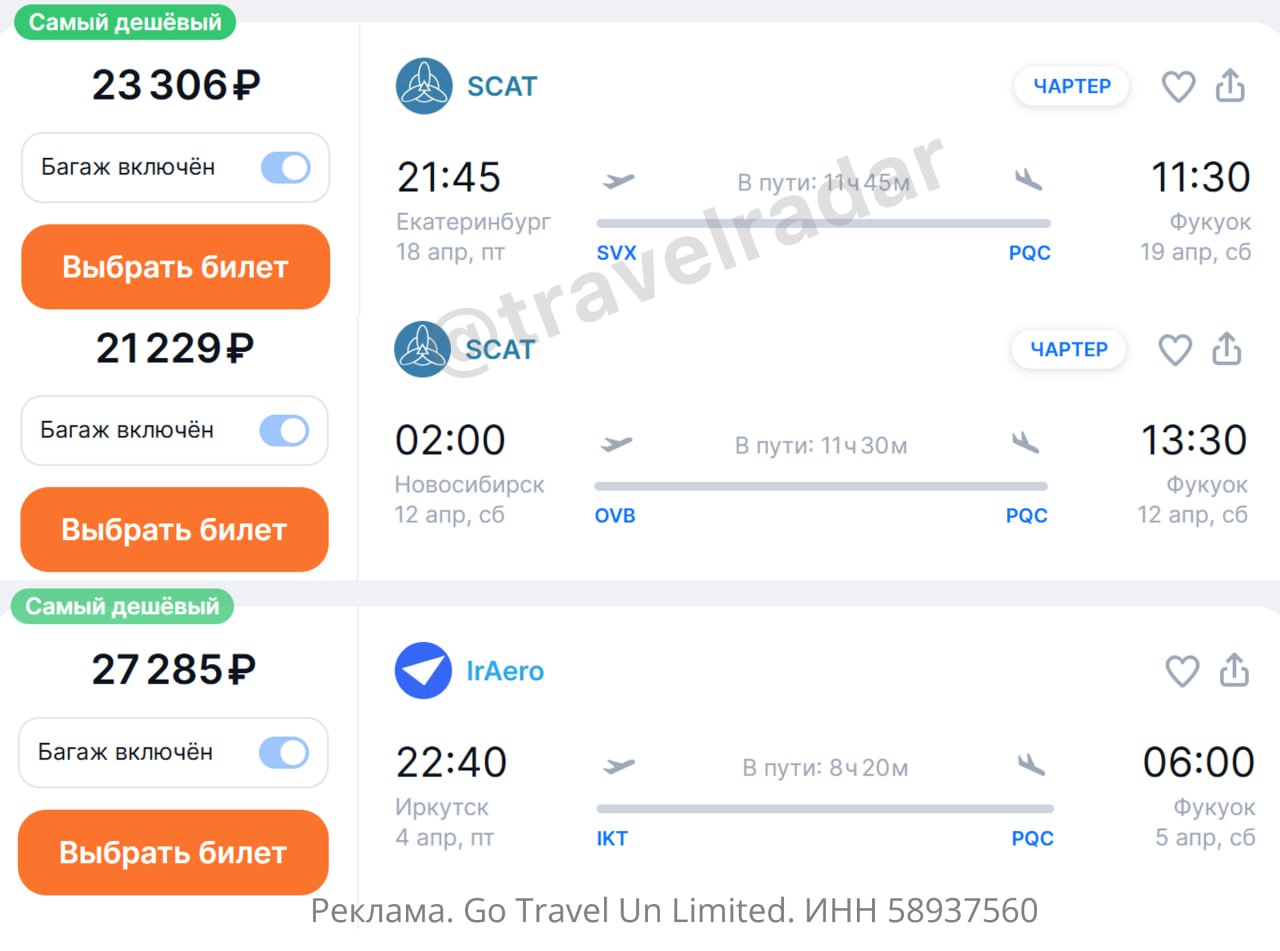 Самый дешёвый
23 306 ₽
Багаж включён
Выбрать билет
SCAT
ЧАРТЕР
21:45
В пути: 11ч 45м
11:30
Екатеринбург
Фукуок
18 апр, пт
SVX
PQC
19 апр, сб
@travelradar
21 229 ₽
Багаж включён
Выбрать билет
SCAT
ЧАРТЕР
02:00
В пути: 11ч 30м
13:30
Новосибирск
Фукуок
12 апр, сб
OVB
PQC
12 апр, сб
Самый дешёвый
27 285 ₽
Багаж включён
Выбрать билет
IrAero
22:40
В пути: 8ч 20м
06:00
Иркутск
Фукуок
4 апр, пт
IKT
PQC
5 апр, сб
Реклама. Go Travel Un Limited. ИНН 58937560